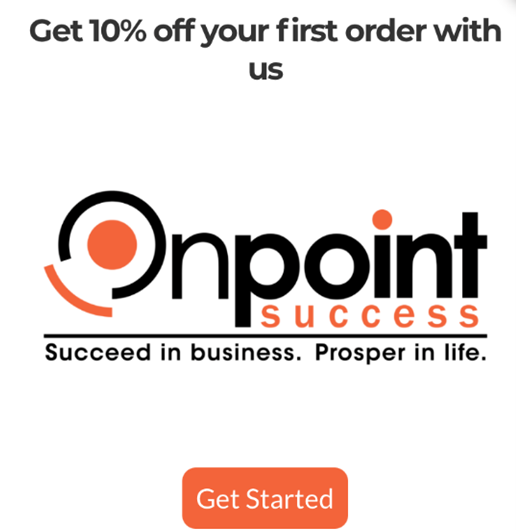 Get 10% off your first order with
us
Onpoint
success
Succeed in business. Prosper in life.
Get Started